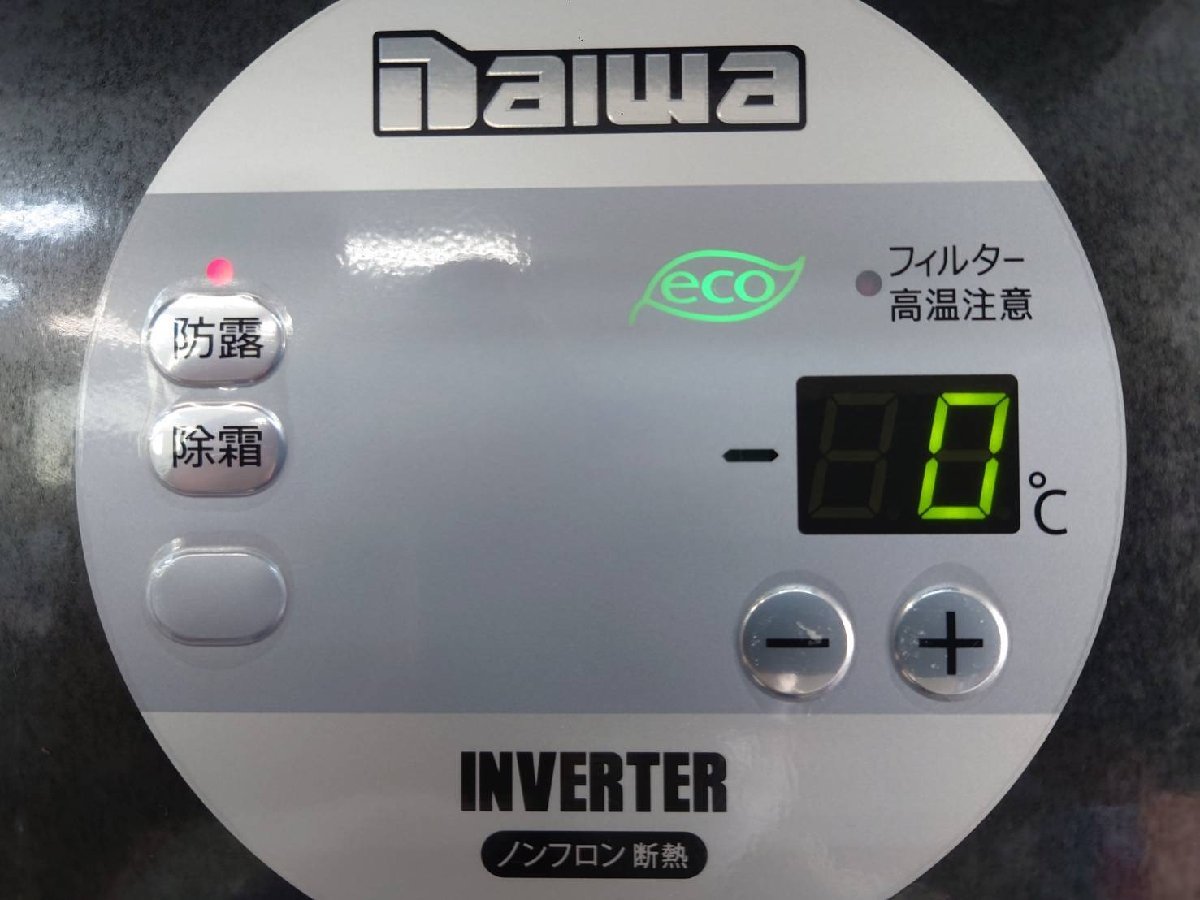 Daiwa
eco
フィルター
高温注意
防露
除霜
0
-
℃
－
＋
INVERTER
ノンフロン断熱